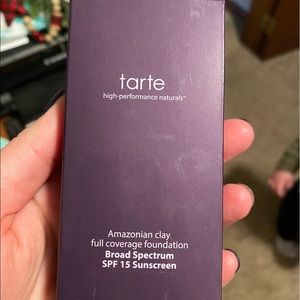 tarte
high-performance naturals™
Amazonian clay
full coverage foundation
Broad Spectrum
SPF 15 Sunscreen